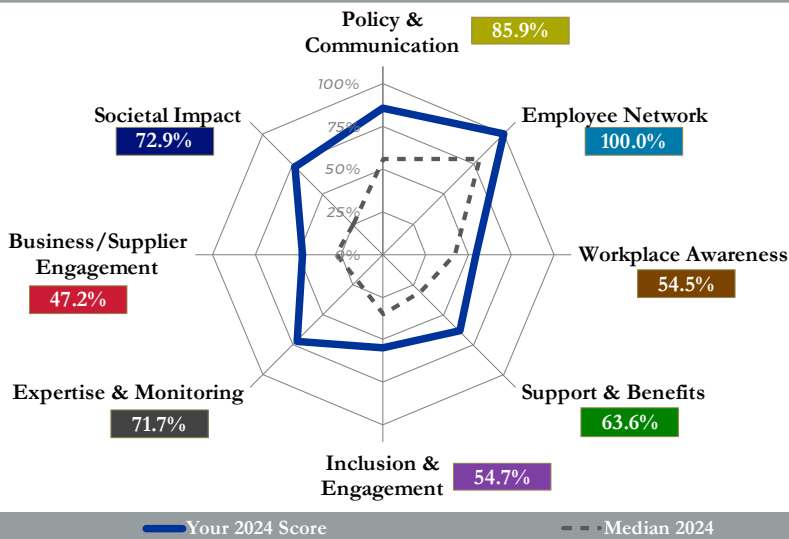 Policy &
Communication
85.9%
100%
Societal Impact
72.9%
Employee Network
100.0%
75%
50%
25%
0%
Business/Supplier
Engagement
47.2%
Workplace Awareness
54.5%
Expertise & Monitoring
71.7%
Support & Benefits
63.6%
Inclusion &
Engagement
54.7%
Your 2024 Score
Median 2024